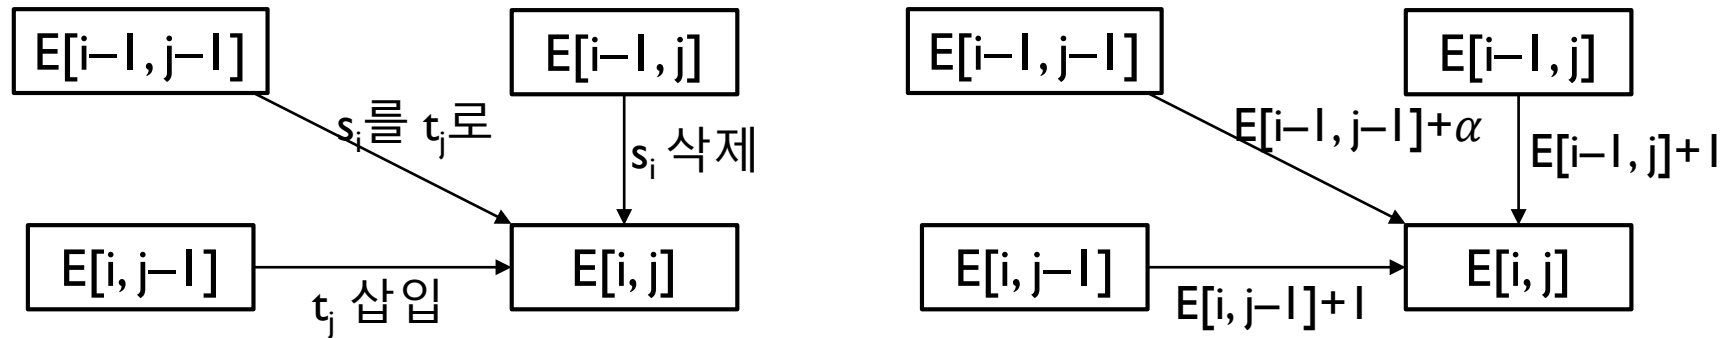 E[i−1, j−1]
E[i−1, j]
sᵢ를 tⱼ로
sᵢ 삭제
E[i, j−1]
E[i, j]
tⱼ 삽입
E[i−1, j−1]
E[i−1, j]
E[i−1, j−1]+α
E[i−1, j]+1
E[i, j−1]
E[i, j]
E[i, j−1]+1